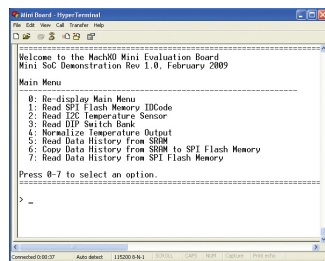 Mini Board - HyperTerminal
File Edit View Call Transfer Help
Welcome to the MachXO Mini Evaluation Board
Mini SoC Demonstration Rev 1.0, February 2009
Main Menu
0: Re-display Main Menu
1: Read SPI Flash Memory IDCode
2: Read I2C Temperature Sensor
3: Read DIP Switch Bank
4: Normalize Temperature Output
5: Read Data History from SRAM
6: Copy Data History from SRAM to SPI Flash Memory
7: Read Data History from SPI Flash Memory
Press 0-7 to select an option.
> _
Connected 0:00:37 Auto detect 115200 8-N-1 SCROLL CAPS NUM Capture Print echo